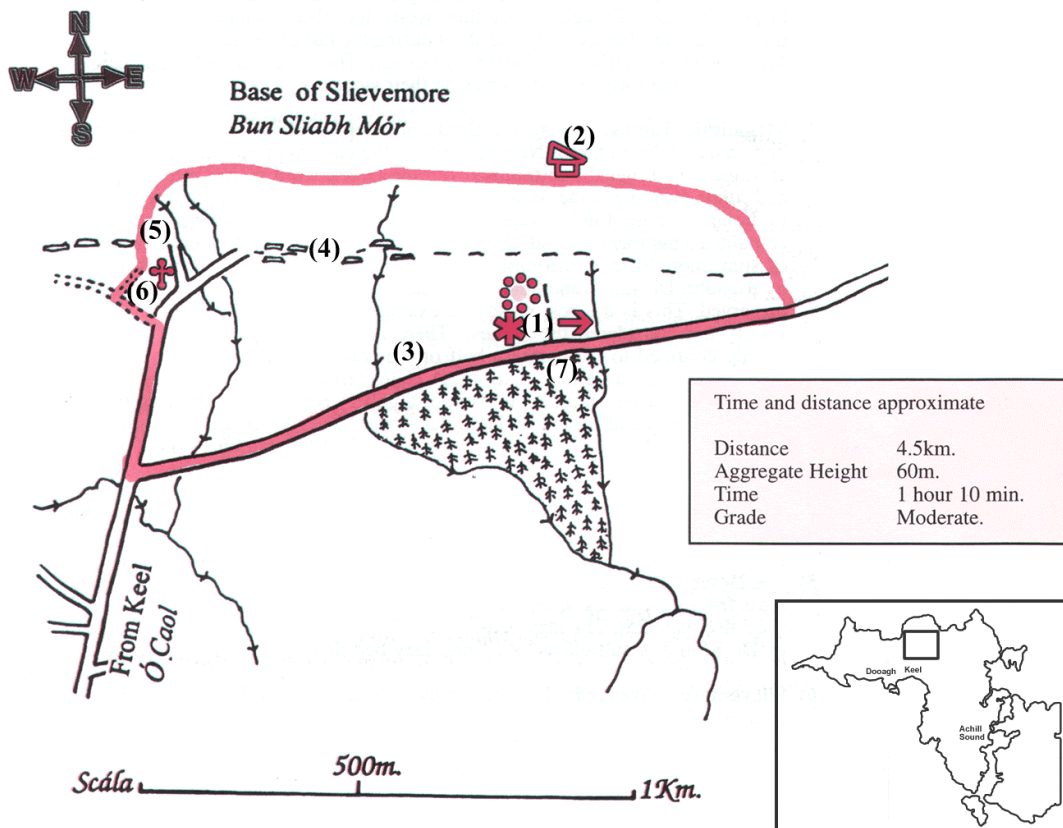 N
W E
S
Base of Slievemore
Bun Sliabh Mór
(2)
(5)
(4)
(6)
(1)
(3)
(7)
Time and distance approximate
Distance 4.5km.
Aggregate Height 60m.
Time 1 hour 10 min.
Grade Moderate.
From Keel
Ó Caol
Dooagh Keel
Achill
Sound
Scála 500m. 1Km.